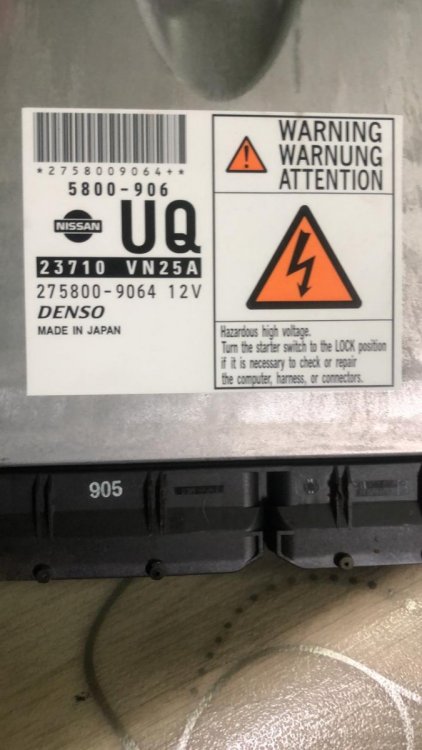 *2758009064+*
5800-906
NISSAN
UQ
23710 VN25A
275800-9064 12V
DENSO
MADE IN JAPAN
WARNING
WARNUNG
ATTENTION
Hazardous high voltage.
Turn the starter switch to the LOCK position
if it is necessary to check or repair
the computer, harness, or connectors.
905